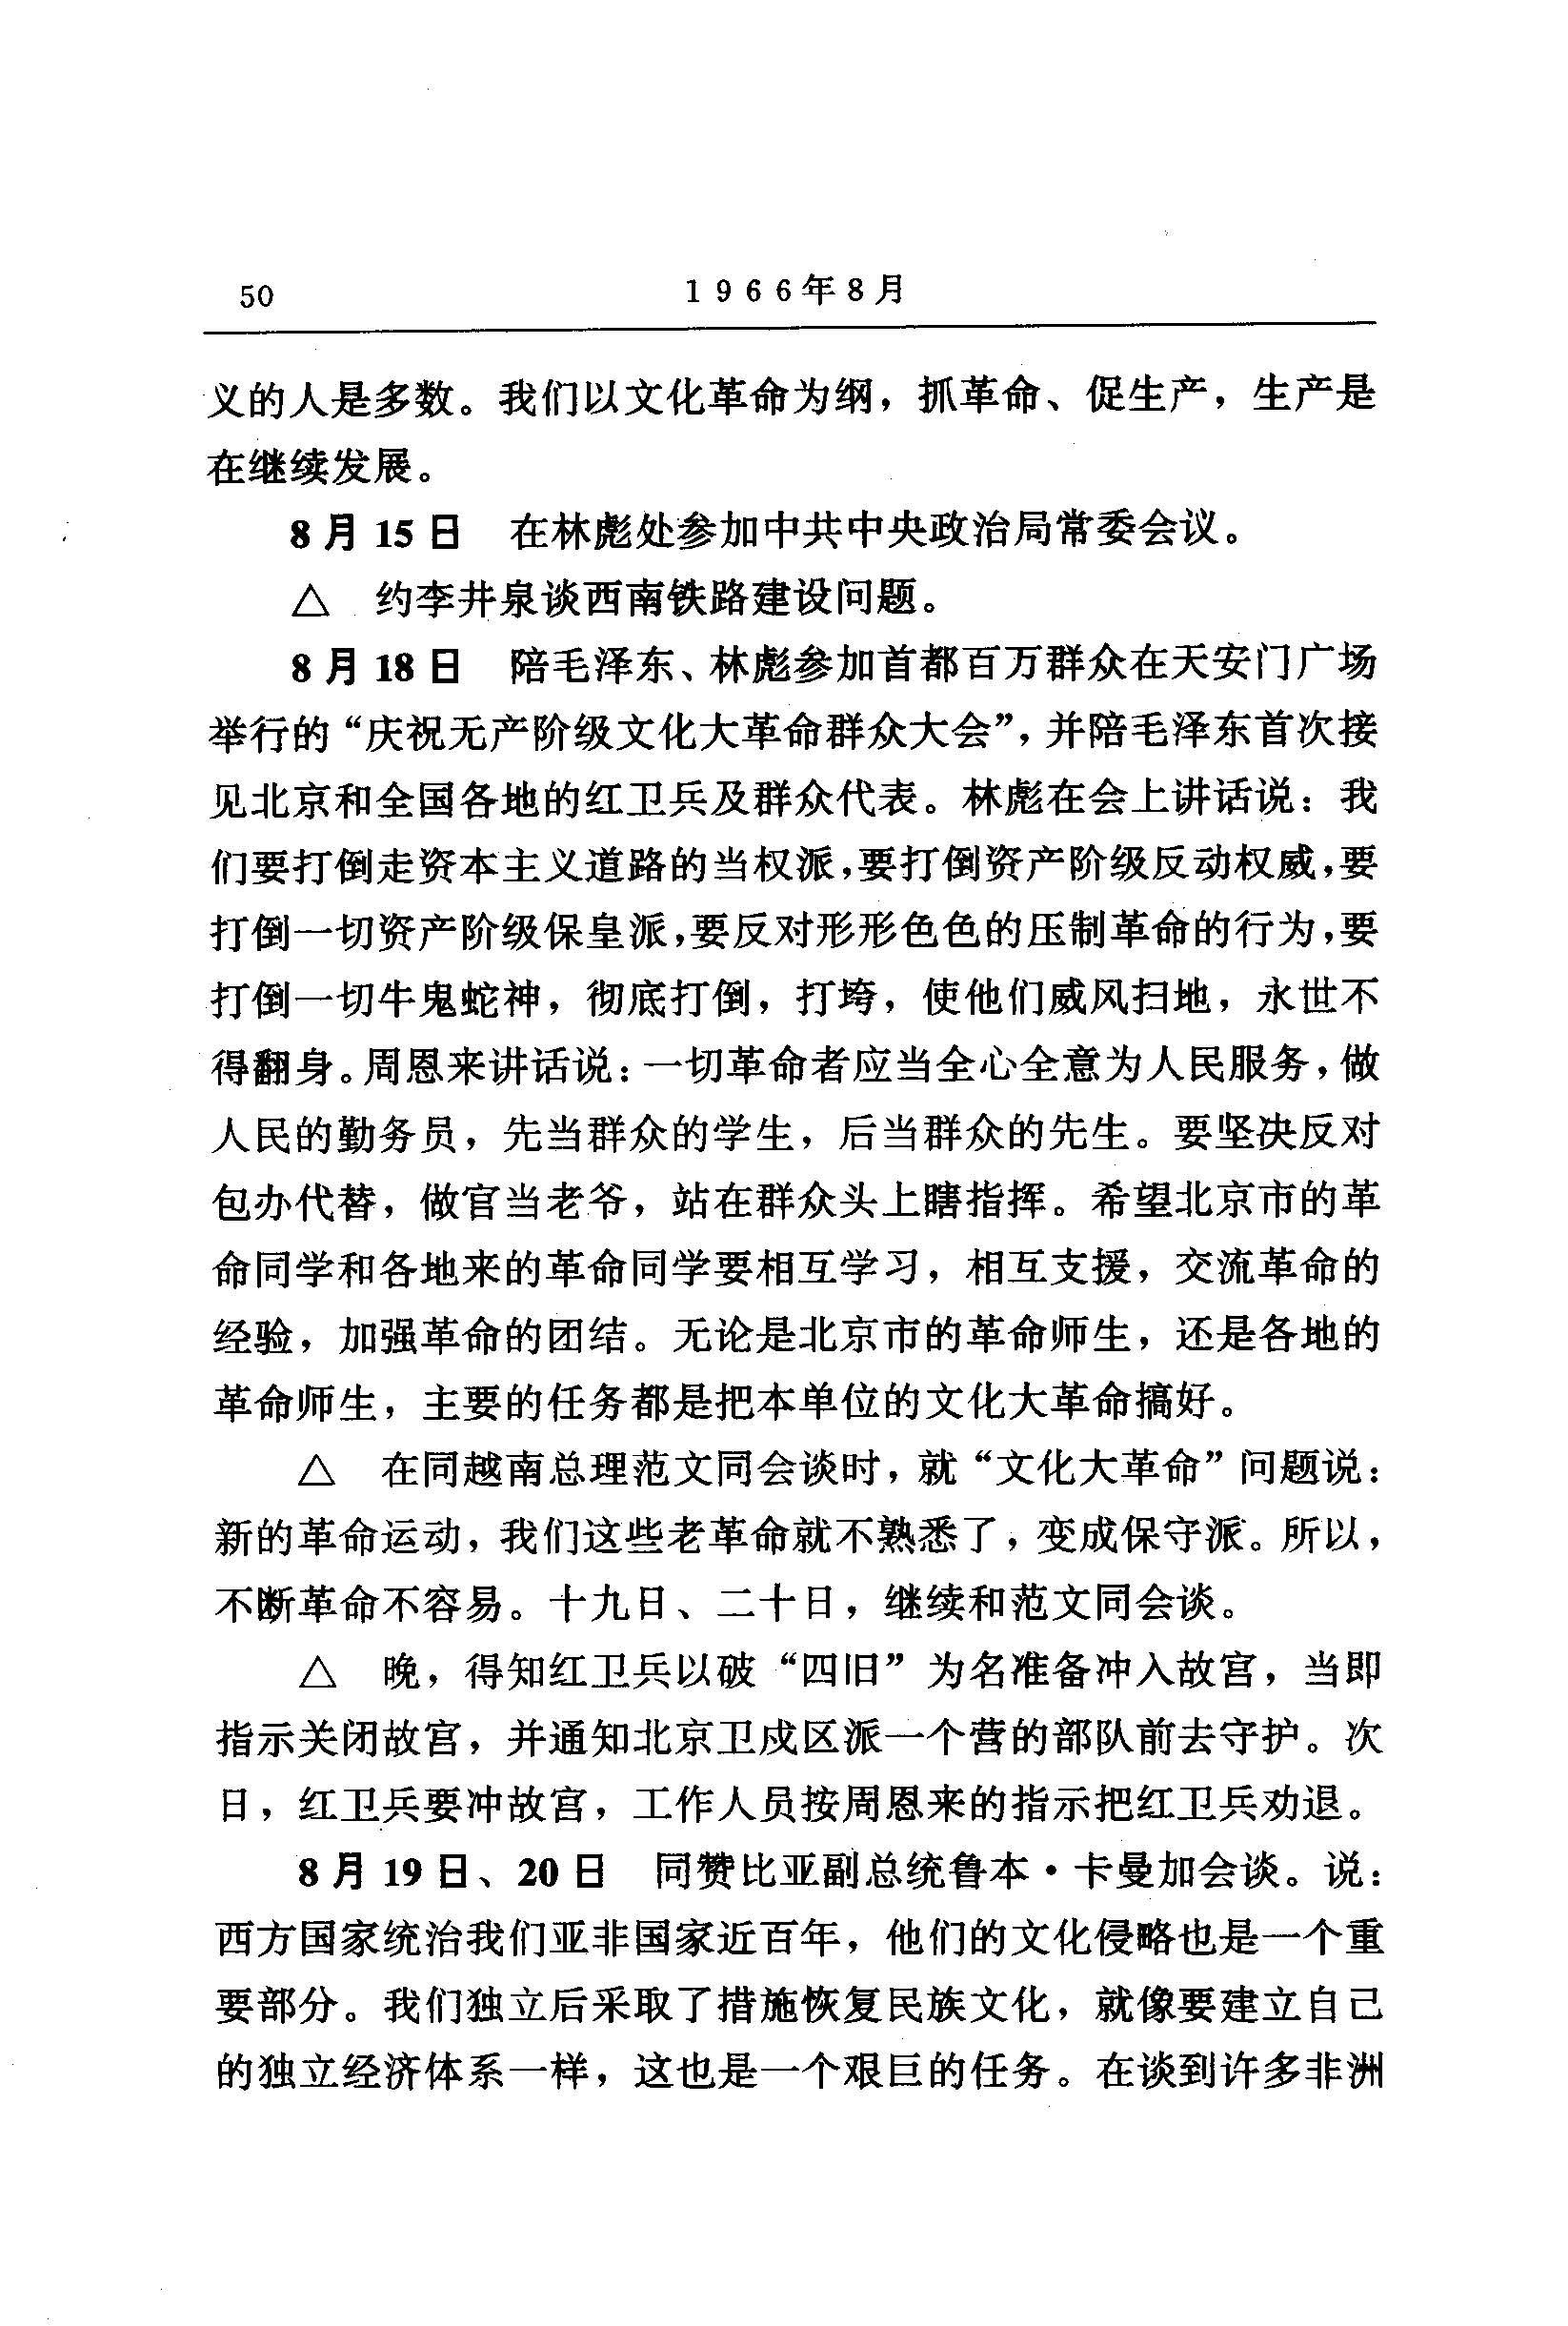 50 1966年8月
义的人是多数。我们以文化革命为纲，抓革命、促生产，生产是
在继续发展。
8月15日 在林彪处参加中共中央政治局常委会议。
△ 约李井泉谈西南铁路建设问题。
8月18日 陪毛泽东、林彪参加首都百万群众在天安门广场
举行的“庆祝无产阶级文化大革命群众大会”，并陪毛泽东首次接
见北京和全国各地的红卫兵及群众代表。林彪在会上讲话说：我
们要打倒走资本主义道路的当权派，要打倒资产阶级反动权威，要
打倒一切资产阶级保皇派，要反对形形色色的压制革命的行为，要
打倒一切牛鬼蛇神，彻底打倒，打垮，使他们威风扫地，永世不
得翻身。周恩来讲话说：一切革命者应当全心全意为人民服务，做
人民的勤务员，先当群众的学生，后当群众的先生。要坚决反对
包办代替，做官当老爷，站在群众头上瞎指挥。希望北京市的革
命同学和各地来的革命同学要相互学习，相互支援，交流革命的
经验，加强革命的团结。无论是北京市的革命师生，还是各地的
革命师生，主要的任务都是把本单位的文化大革命搞好。
△ 在同越南总理范文同会谈时，就“文化大革命”问题说：
新的革命运动，我们这些老革命就不熟悉了，变成保守派。所以，
不断革命不容易。十九日、二十日，继续和范文同会谈。
△ 晚，得知红卫兵以破“四旧”为名准备冲入故宫，当即
指示关闭故宫，并通知北京卫戍区派一个营的部队前去守护。次
日，红卫兵要冲故宫，工作人员按周恩来的指示把红卫兵劝退。
8月19日、20日 同赞比亚副总统鲁本·卡曼加会谈。说：
西方国家统治我们亚非国家近百年，他们的文化侵略也是一个重
要部分。我们独立后采取了措施恢复民族文化，就像要建立自己
的独立经济体系一样，这也是一个艰巨的任务。在谈到许多非洲